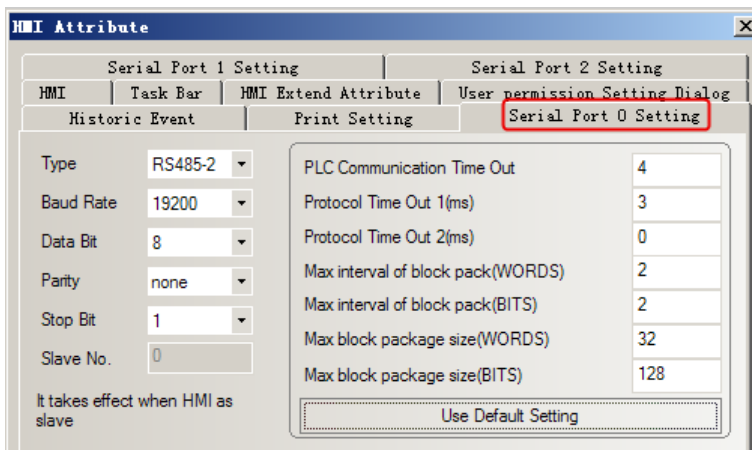 HMI Attribute
Serial Port 1 Setting Serial Port 2 Setting
HMI Task Bar HMI Extend Attribute User permission Setting Dialog
Historic Event Print Setting Serial Port 0 Setting
Type RS485-2
Baud Rate 19200
Data Bit 8
Parity none
Stop Bit 1
Slave No. 0
It takes effect when HMI as
slave
PLC Communication Time Out 4
Protocol Time Out 1(ms) 3
Protocol Time Out 2(ms) 0
Max interval of block pack(WORDS) 2
Max interval of block pack(BITS) 2
Max block package size(WORDS) 32
Max block package size(BITS) 128
Use Default Setting